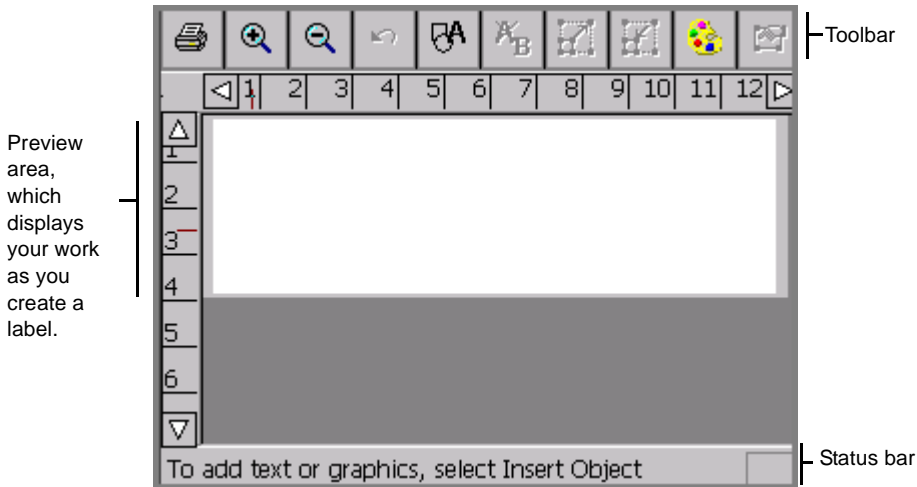 A
A
B
Toolbar
1 2 3 4 5 6 7 8 9 10 11 12
Preview
area,
which
displays
your work
as you
create a
label.
1
2
3
4
5
6
To add text or graphics, select Insert Object
Status bar